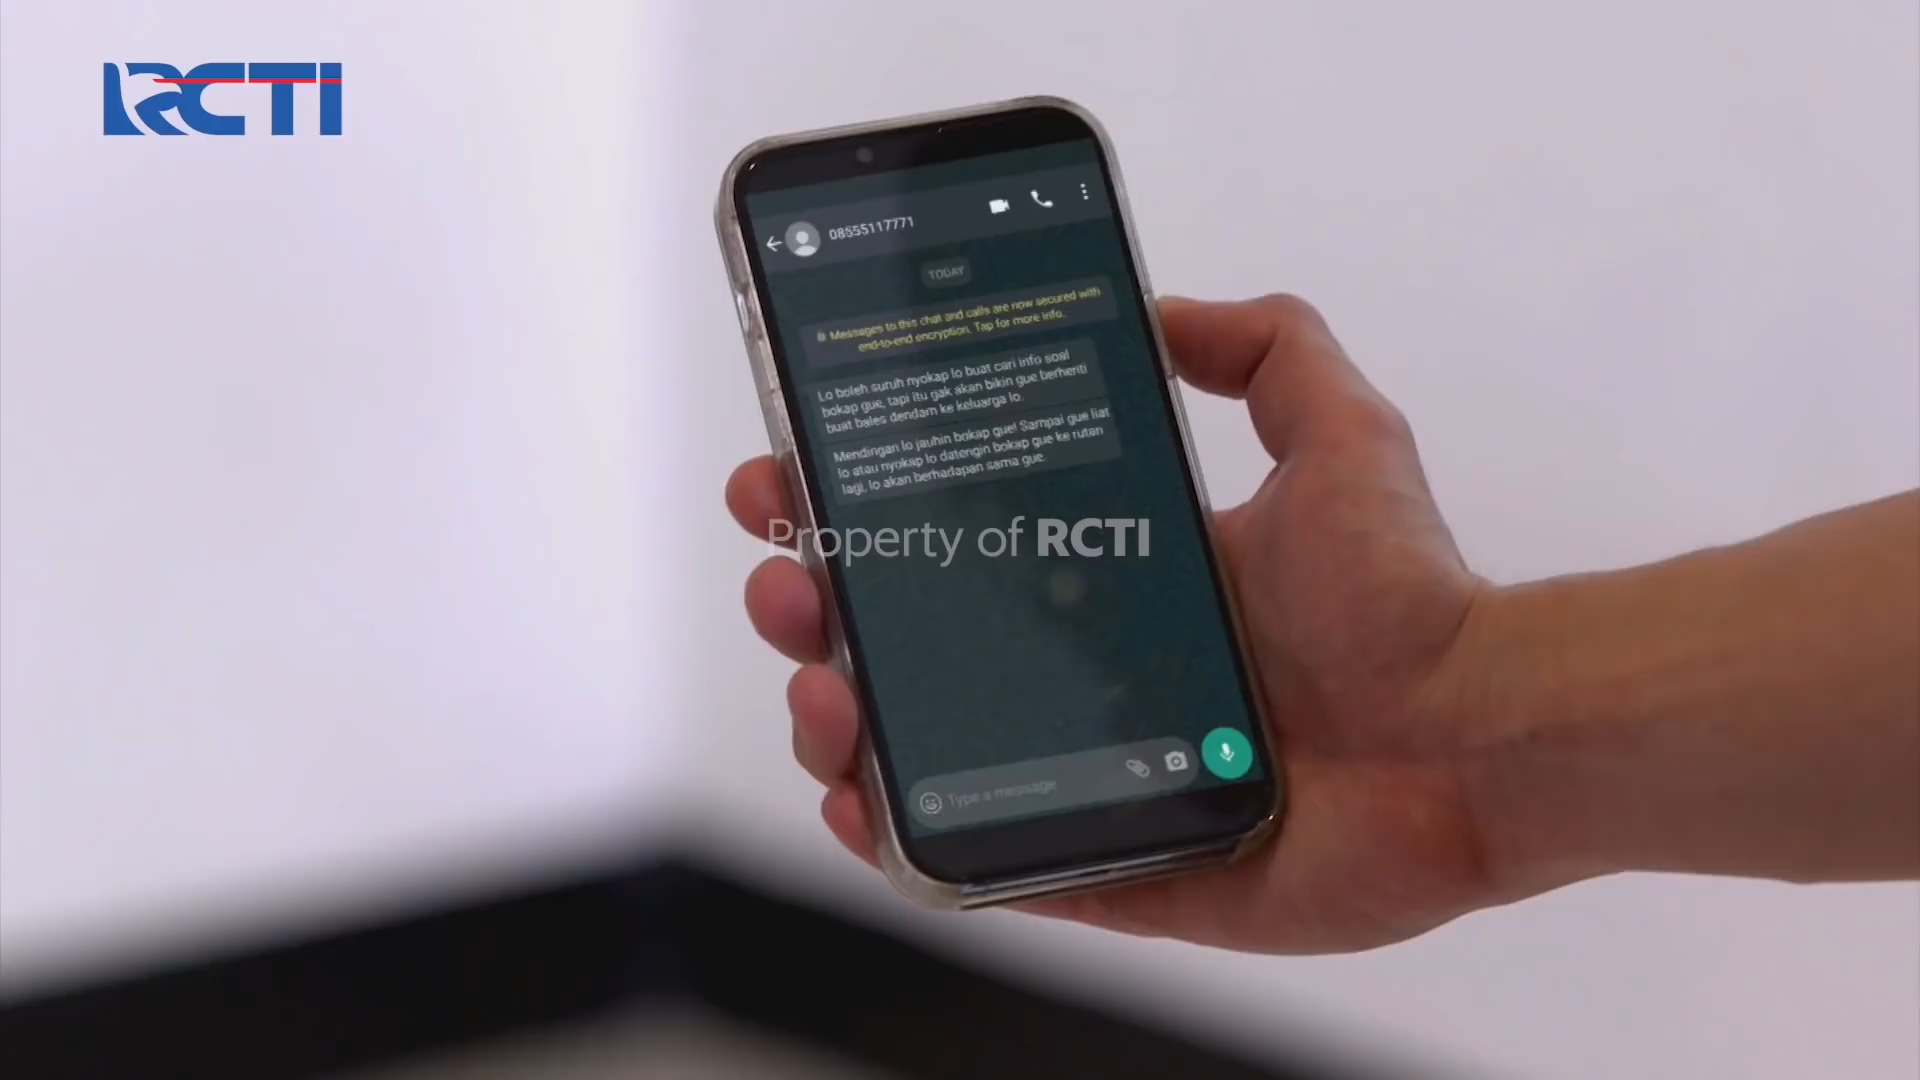 RCTI
08555117771
TODAY
Messages to this chat and calls are now secured with
end-to-end encryption. Tap for more info.
Lo boleh suruh nyokap lo buat cari info soal
bokap gue, tapi itu gak akan bikin gue berheriti
buat bales dendam ke keluarga lo.
Mendingan lo jauhin bokap gue! Sampai gue liat
lo atau nyokap lo datengin bokap gue ke rutan
lagi, lo akan berhadapan sama gue.
Property of RCTI
Type a message